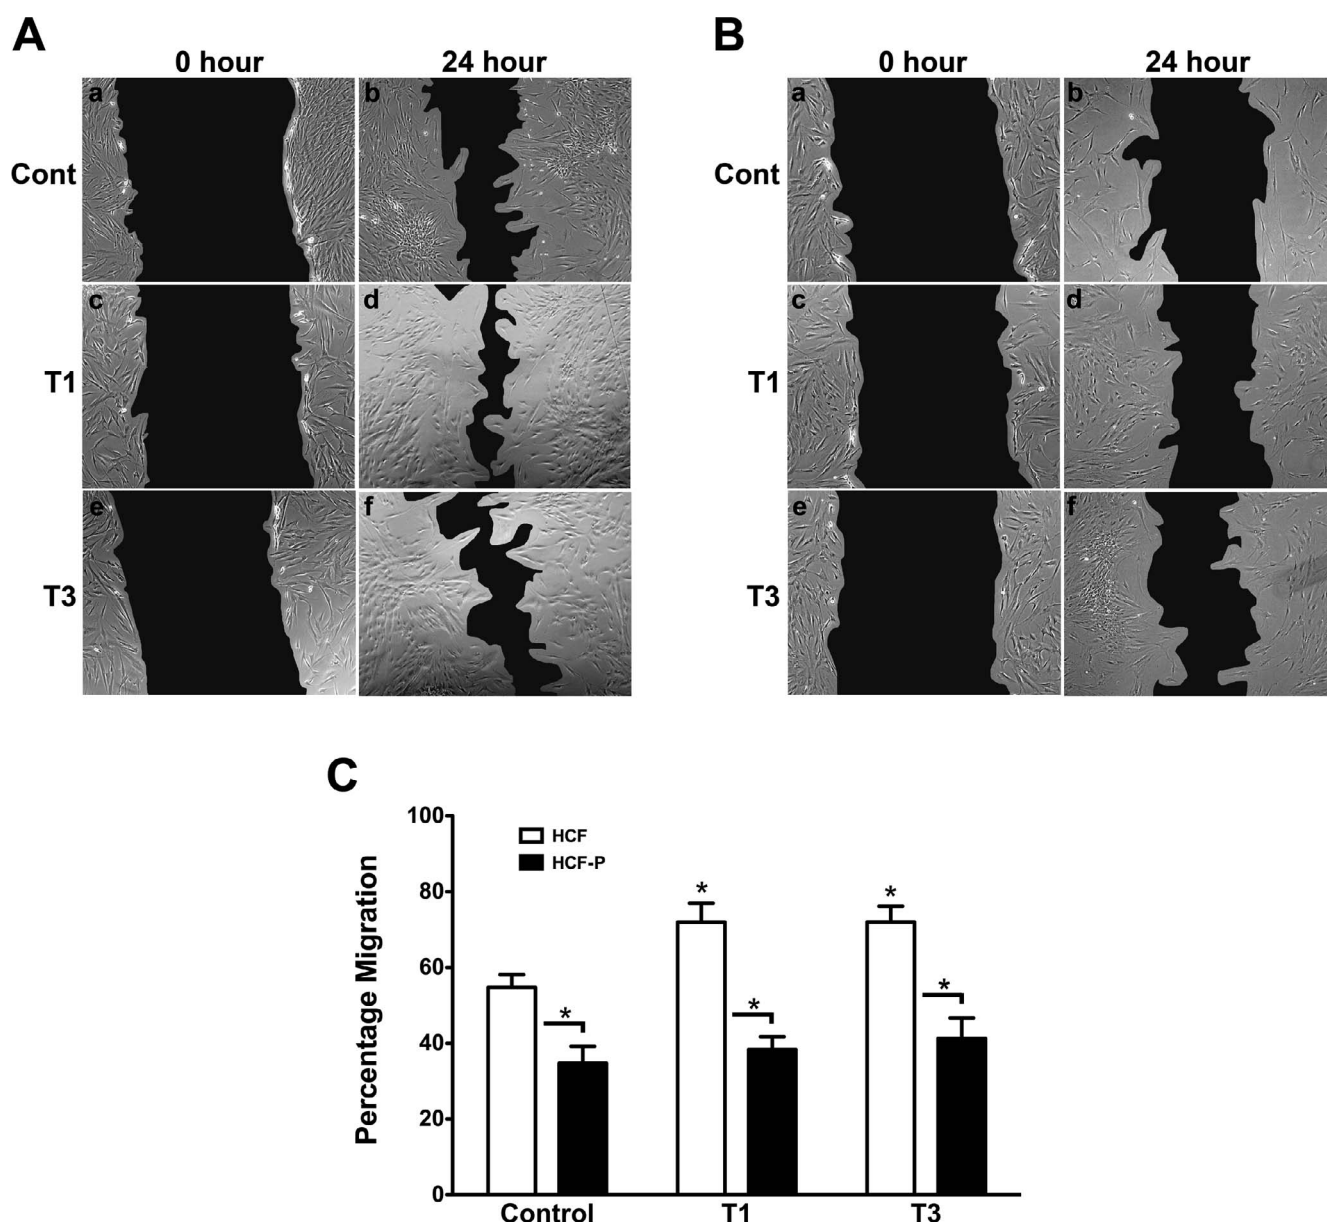 A
B
0 hour
24 hour
0 hour
24 hour
a
b
a
b
Cont
Cont
c
d
c
d
T1
T1
e
f
e
f
T3
T3
C
100
HCF
HCF-P
80
*
*
60
*
*
*
40
20
0
Percentage Migration
Control
T1
T3